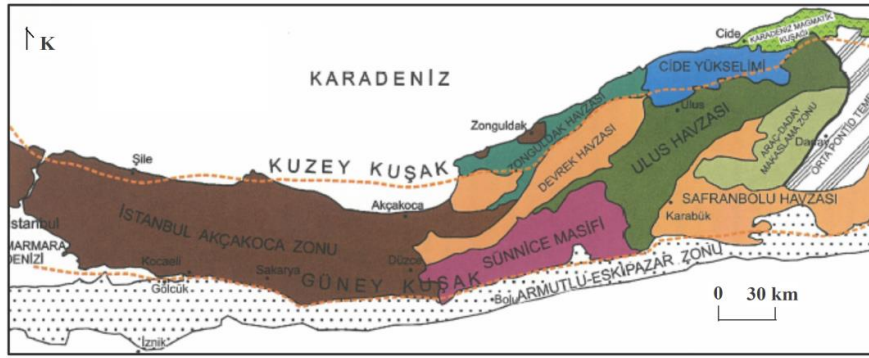 K
KARADENİZ
Cide
KARADENİZ MAGMATİK
KUŞAĞI
CİDE YÜKSELİMİ
Zonguldak
ZONGULDAK HAVZASI
Ulus
ULUS HAVZASI
DEVREK HAVZASI
ARAÇ-DADAY
MAKASLAMA ZONU
Daday
ORTA PONTİD TEME
Şile
KUZEY KUŞAK
Akçakoca
SAFRANBOLU HAVZASI
Karabük
İstanbul
MARMARA
DENİZİ
İSTANBUL AKÇAKOCA ZONU
SÜNNİCE MASİFİ
Kocaeli
Sakarya
Düzce
GÜNEY KUŞAK
Gölcük
Bolu
ARMUTLU-ESKİPAZAR ZONU
0 30 km
İznik